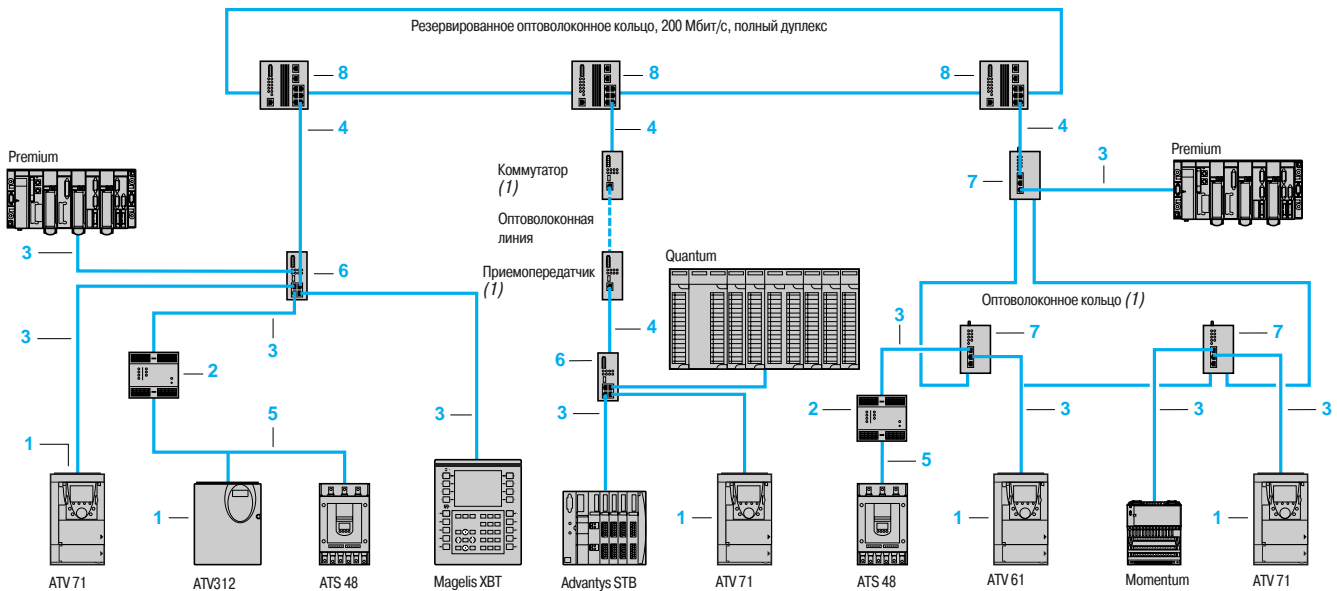 Резервированное оптоволоконное кольцо, 200 Мбит/с, полный дуплекс
8
8
8
4
4
4
Premium
Коммутатор
(1)
7
3
Premium
Оптоволоконная
линия
3
6
Приемопередатчик
(1)
Quantum
Оптоволоконное кольцо (1)
3
3
4
3
7
7
2
6
5
3
3
2
3
3
3
1
5
1
1
1
1
ATV 71
ATV312
ATS 48
Magelis XBT
Advantys STB
ATV 71
ATS 48
ATV 61
Momentum
ATV 71